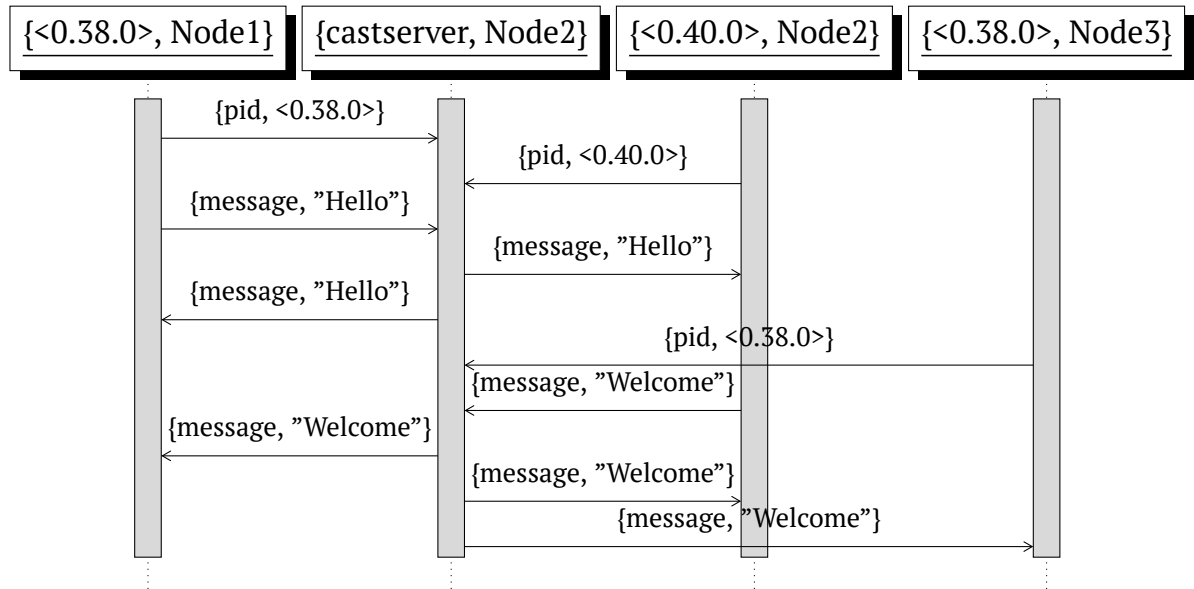 {<0.38.0>, Node1}
{castserver, Node2}
{<0.40.0>, Node2}
{<0.38.0>, Node3}
{pid, <0.38.0>}
{pid, <0.40.0>}
{message, ”Hello”}
{message, ”Hello”}
{message, ”Hello”}
{pid, <0.38.0>}
{message, ”Welcome”}
{message, ”Welcome”}
{message, ”Welcome”}
{message, ”Welcome”}